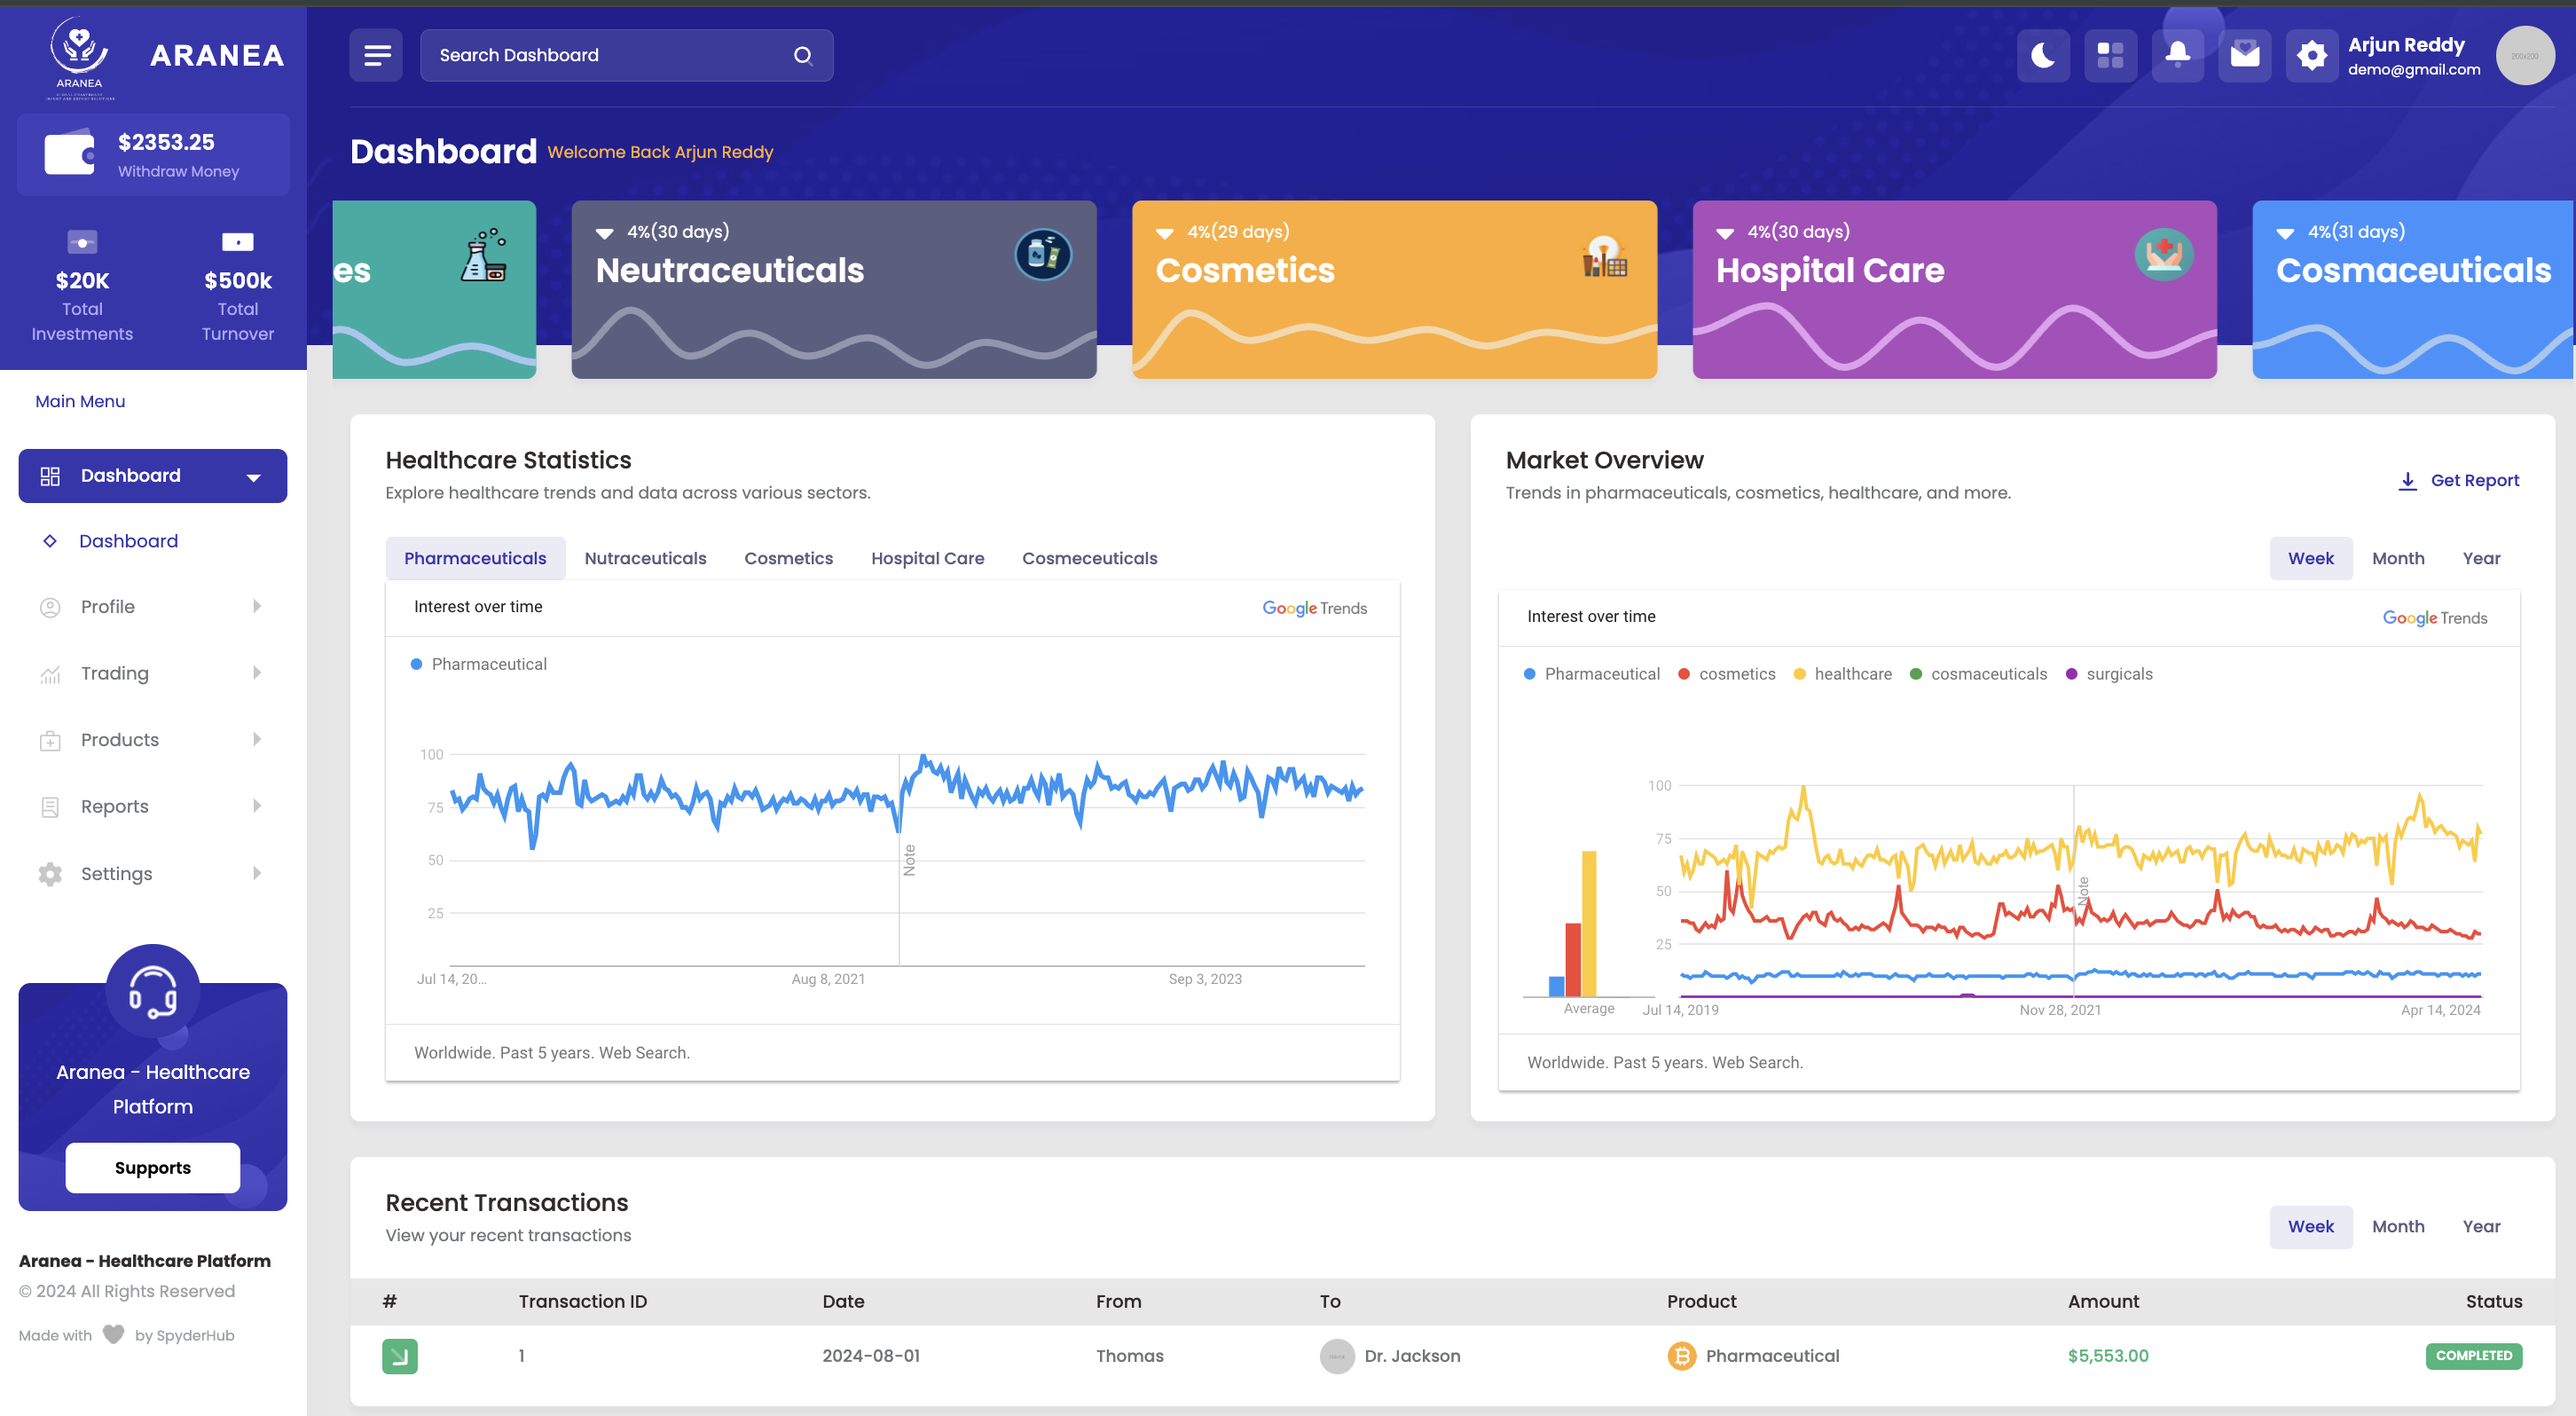 ARANEA
ARANEA
$2353.25
Withdraw Money
$20K
Total
Investments
$500k
Total
Turnover
Main Menu
Dashboard
Dashboard
Profile
Trading
Products
Reports
Settings
Aranea - Healthcare
Platform
Supports
Aranea - Healthcare Platform
© 2024 All Rights Reserved
Made with by SpyderHub
Search Dashboard
Arjun Reddy
demo@gmail.com
200x200
Dashboard Welcome Back Arjun Reddy
es
4%(30 days)
Neutraceuticals
4%(29 days)
Cosmetics
4%(30 days)
Hospital Care
4%(31 days)
Cosmaceuticals
Healthcare Statistics
Explore healthcare trends and data across various sectors.
Pharmaceuticals Nutraceuticals Cosmetics Hospital Care Cosmeceuticals
Interest over time Google Trends
Pharmaceutical
100
75
50
25
Note
Jul 14, 20... Aug 8, 2021 Sep 3, 2023
Worldwide. Past 5 years. Web Search.
Market Overview
Trends in pharmaceuticals, cosmetics, healthcare, and more.
Get Report
Week Month Year
Interest over time Google Trends
Pharmaceutical cosmetics healthcare cosmaceuticals surgicals
100
75
50
25
Note
Average Jul 14, 2019 Nov 28, 2021 Apr 14, 2024
Worldwide. Past 5 years. Web Search.
Recent Transactions
View your recent transactions
Week Month Year
# Transaction ID Date From To Product Amount Status
1 2024-08-01 Thomas Dr. Jackson Pharmaceutical $5,553.00 COMPLETED